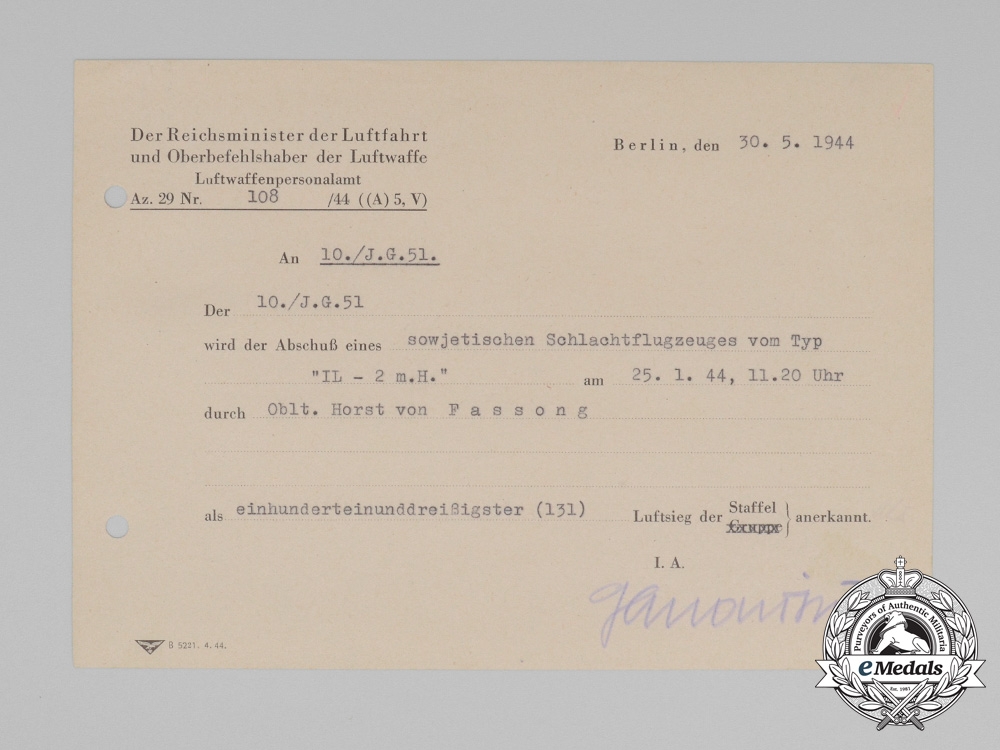 Der Reichsminister der Luftfahrt
und Oberbefehlshaber der Luftwaffe
Luftwaffenpersonalamt
Az. 29 Nr. 108 /44 ((A) 5, V)
Berlin, den 30. 5. 1944
An 10./J.G.51.
Der 10./J.G.51
wird der Abschuß eines sowjetischen Schlachtflugzeuges vom Typ
"IL - 2 m.H." am 25. 1. 44, 11.20 Uhr
durch Oblt. Horst von F a s s o n g
als einhunderteinunddreißigster (131) Luftsieg der Staffel Gruppe anerkannt.
I. A.
B 5221. 4. 44.
Purveyors of Authentic Militaria
eMedals
Est. 1987